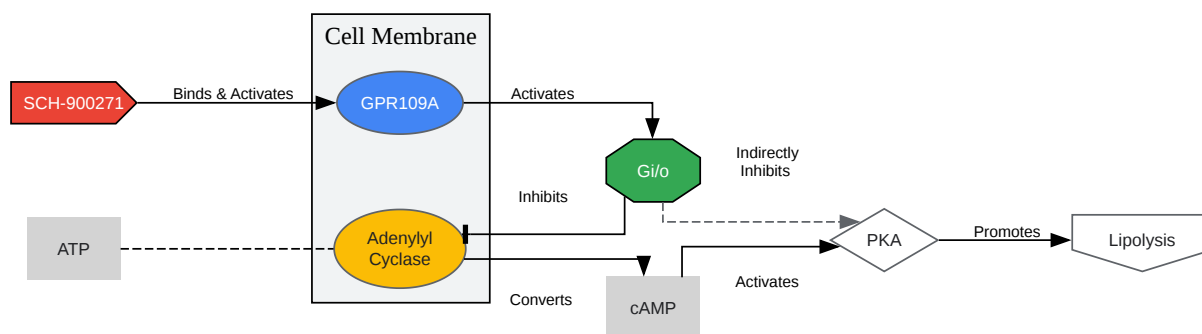 Cell Membrane
SCH-900271
Binds & Activates
GPR109A
Activates
Gi/o
Indirectly
Inhibits
Inhibits
ATP
Adenylyl
Cyclase
PKA
Promotes
Lipolysis
Converts
cAMP
Activates